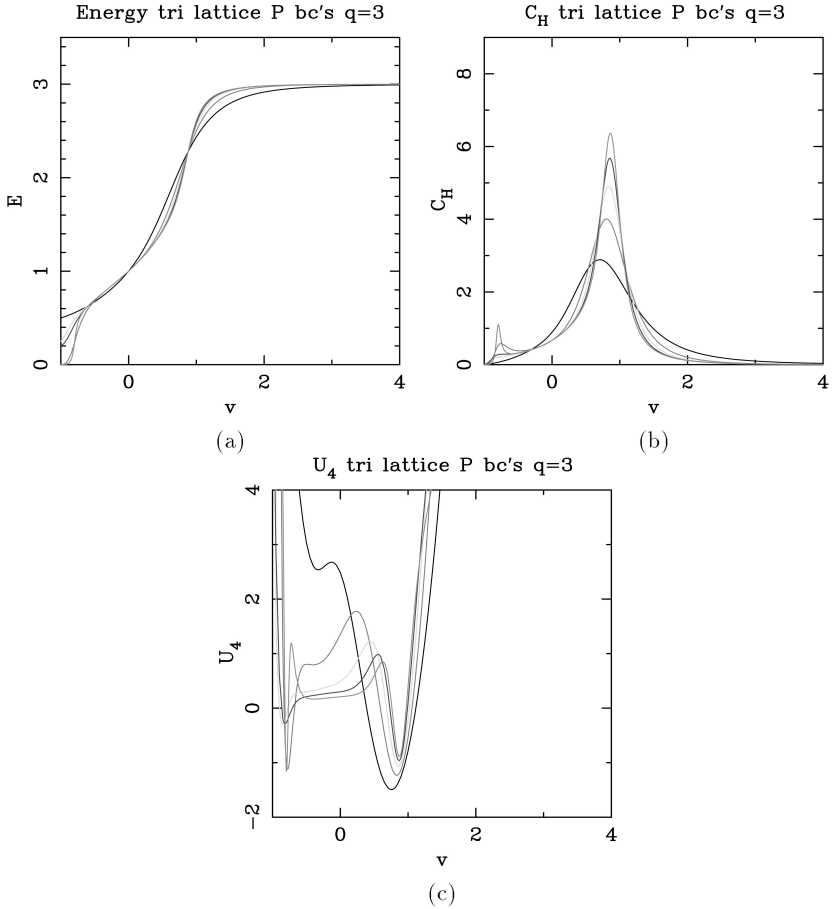 Energy tri lattice P bc's q=3
E
3
2
1
0
0
2
4
v
(a)
C_H tri lattice P bc's q=3
C_H
8
6
4
2
0
0
2
4
v
(b)
U_4 tri lattice P bc's q=3
U_4
4
2
0
−2
0
2
4
v
(c)